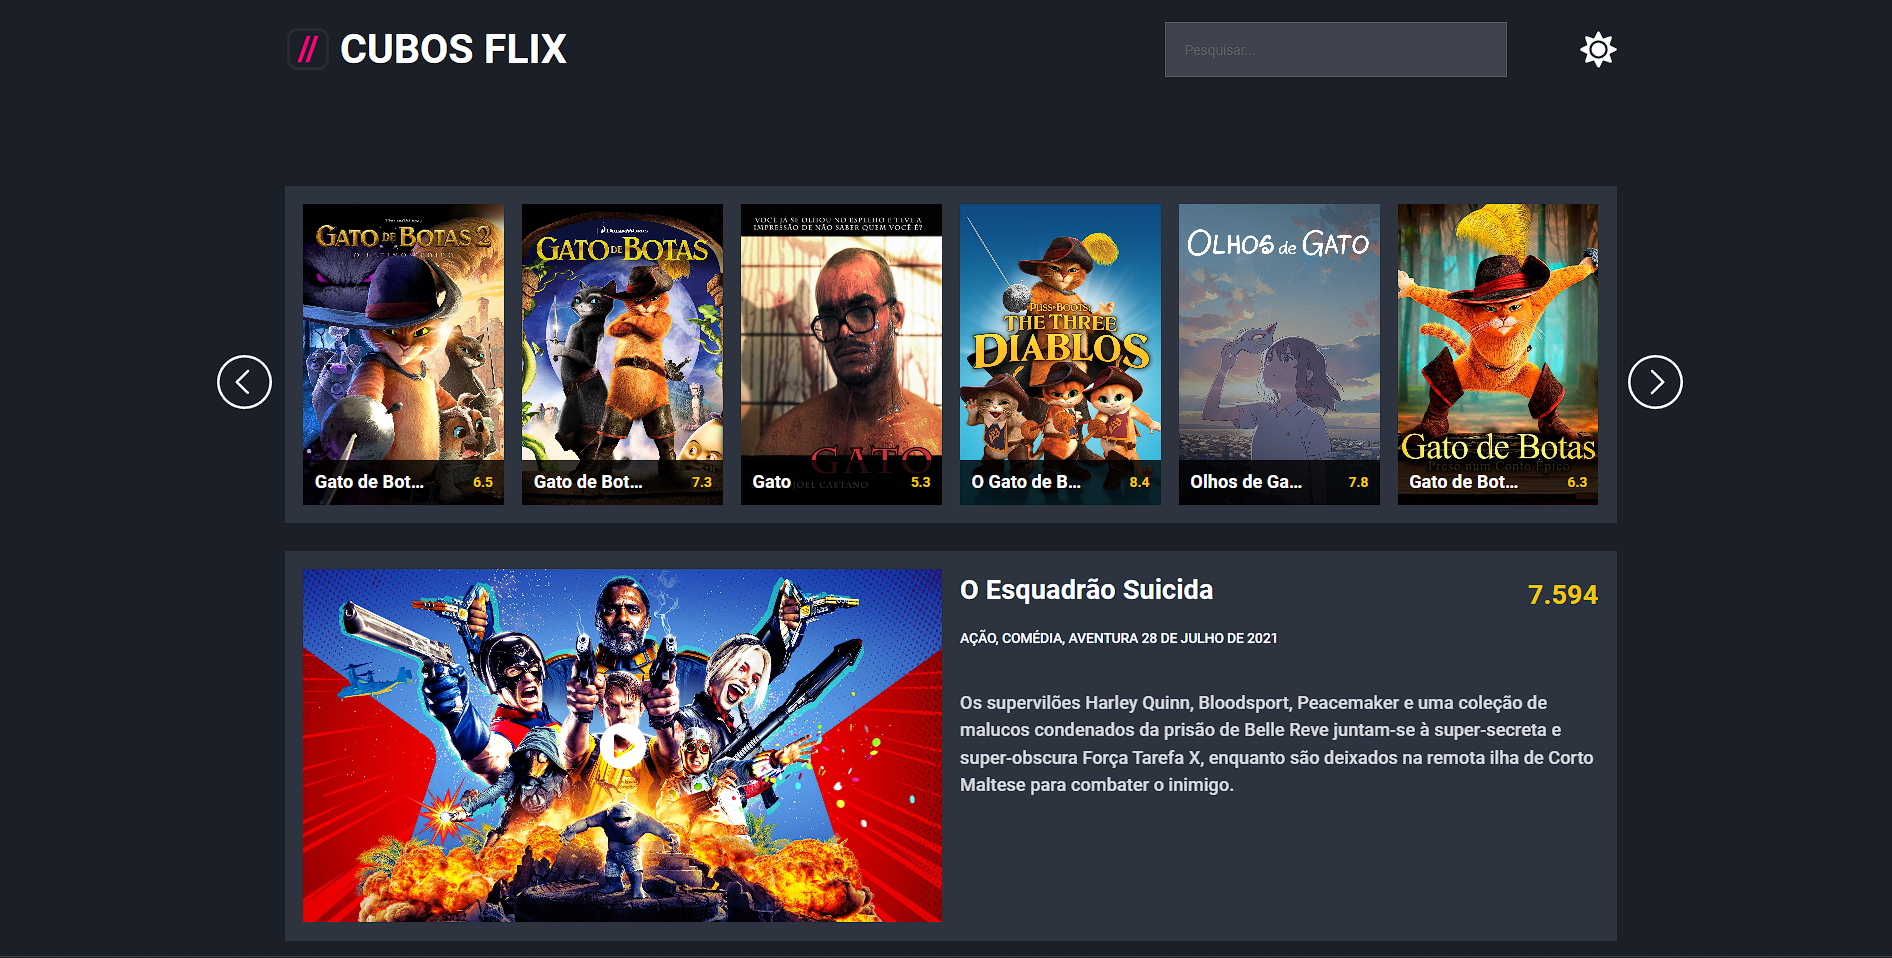 // CUBOS FLIX
Pesquisar...
GATO DE BOTAS 2
O ÚLTIMO PEDIDO
Gato de Bot...
6.5
DREAMWORKS
GATO DE BOTAS
Gato de Bot...
7.3
VOCÊ JÁ SE OLHOU NO ESPELHO E TEVE A
IMPRESSÃO DE NÃO SABER QUEM VOCÊ É?
GATO
JOEL CAETANO
Gato
5.3
PUSS IN BOOTS:
THE THREE
DIABLOS
O Gato de B...
8.4
OLHOS de GATO
Olhos de Ga...
7.8
Gato de Botas
Preso num Conto Épico
Gato de Bot...
6.3
O Esquadrão Suicida
7.594
AÇÃO, COMÉDIA, AVENTURA 28 DE JULHO DE 2021
Os supervilões Harley Quinn, Bloodsport, Peacemaker e uma coleção de
malucos condenados da prisão de Belle Reve juntam-se à super-secreta e
super-obscura Força Tarefa X, enquanto são deixados na remota ilha de Corto
Maltese para combater o inimigo.